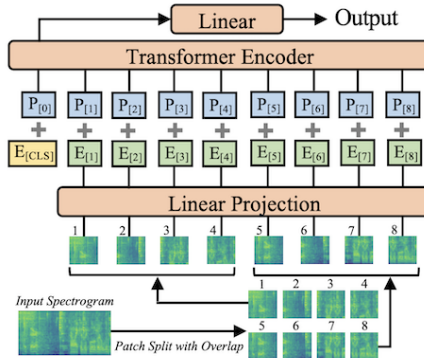 Linear
Output
Transformer Encoder
P[0] P[1] P[2] P[3] P[4] P[5] P[6] P[7] P[8]
+ + + + + + + + +
E[CLS] E[1] E[2] E[3] E[4] E[5] E[6] E[7] E[8]
Linear Projection
1 2 3 4 5 6 7 8
1 2 3 4
Input Spectrogram
5 6 7 8
Patch Split with Overlap